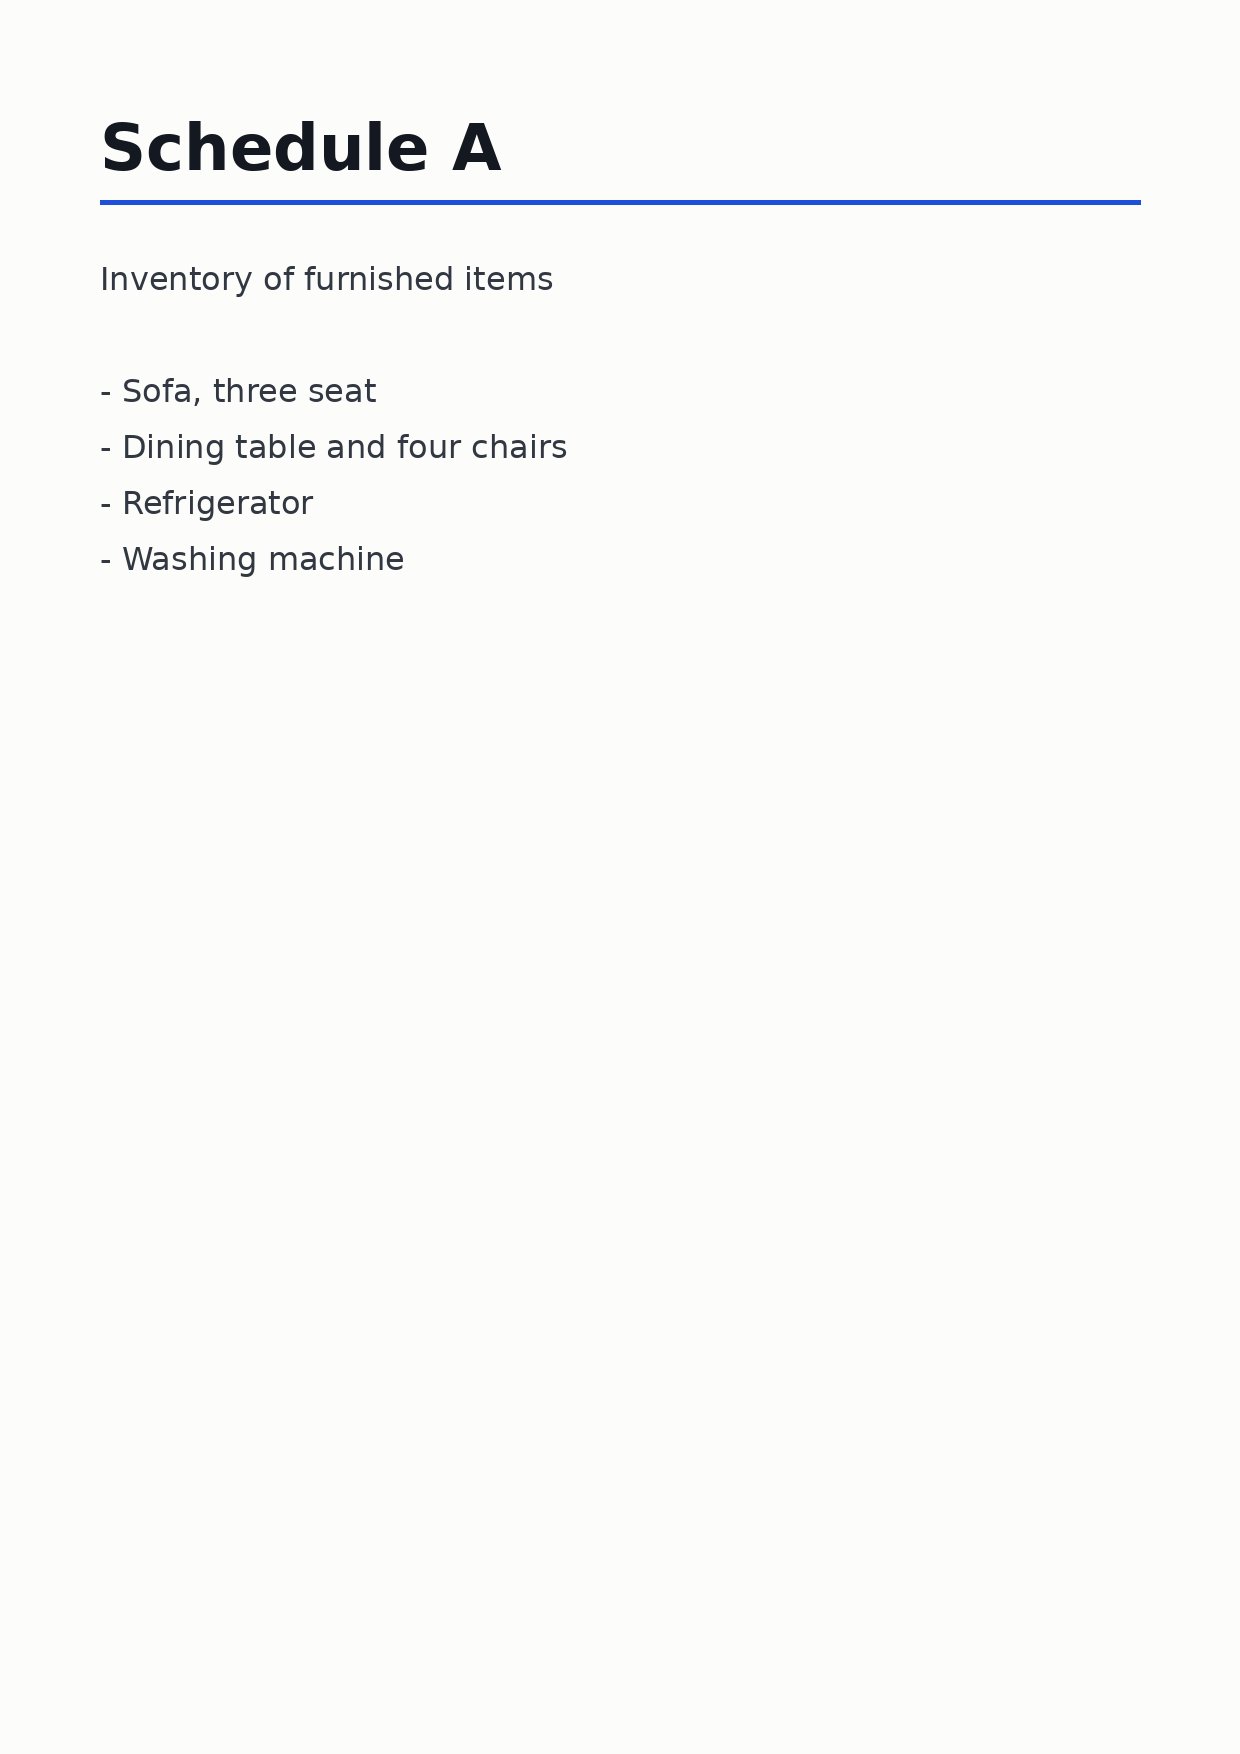 Schedule A
Inventory of furnished items
- Sofa, three seat
- Dining table and four chairs
- Refrigerator
- Washing machine